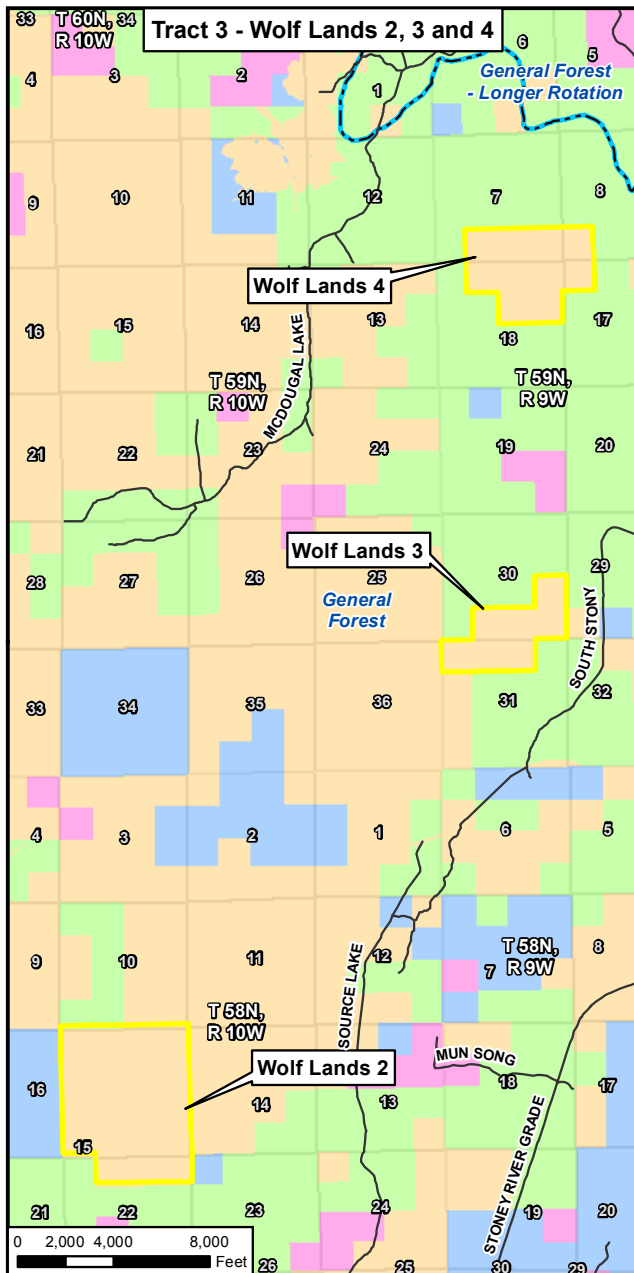 Tract 3 - Wolf Lands 2, 3 and 4
33
T 60N,
R 10W
34
4
3
2
1
6
5
General Forest
- Longer Rotation
9
10
11
12
7
8
Wolf Lands 4
16
15
14
13
18
17
T 59N,
R 10W
MCDOUGAL LAKE
T 59N,
R 9W
21
22
23
24
19
20
Wolf Lands 3
28
27
26
25
30
29
General
Forest
SOUTH STONY
33
34
35
36
31
32
4
3
2
1
6
5
9
10
11
12
7
8
T 58N,
R 9W
T 58N,
R 10W
SOURCE LAKE
Wolf Lands 2
MUN SONG
16
15
14
13
18
17
STONEY RIVER GRADE
21
22
23
24
19
20
26
25
30
29
0 2,000 4,000 8,000
Feet